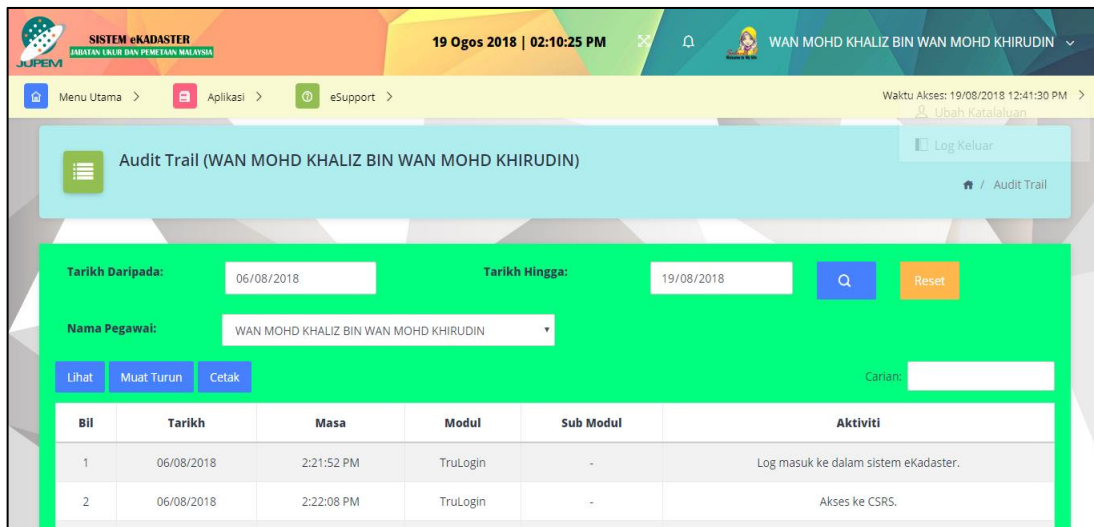 SISTEM eKADASTER
JABATAN UKUR DAN PEMETAAN MALAYSIA
JUPEM
19 Ogos 2018 | 02:10:25 PM
WAN MOHD KHALIZ BIN WAN MOHD KHIRUDIN
Menu Utama > Aplikasi > eSupport >
Waktu Akses: 19/08/2018 12:41:30 PM >
Ubah Katalaluan
Log Keluar
Audit Trail (WAN MOHD KHALIZ BIN WAN MOHD KHIRUDIN)
/ Audit Trail
Tarikh Daripada: 06/08/2018 Tarikh Hingga: 19/08/2018 Reset
Nama Pegawai: WAN MOHD KHALIZ BIN WAN MOHD KHIRUDIN
Lihat Muat Turun Cetak Carian:
Bil Tarikh Masa Modul Sub Modul Aktiviti
1 06/08/2018 2:21:52 PM TruLogin - Log masuk ke dalam sistem eKadaster.
2 06/08/2018 2:22:08 PM TruLogin - Akses ke CSRS.